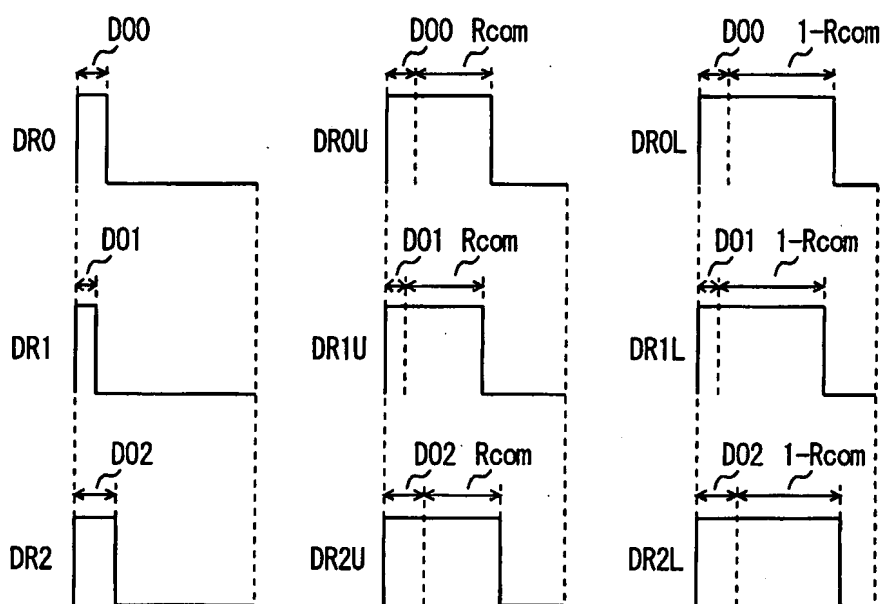 D00 D00 Rcom D00 1-Rcom
DR0 DR0U DR0L
D01 D01 Rcom D01 1-Rcom
DR1 DR1U DR1L
D02 D02 Rcom D02 1-Rcom
DR2 DR2U DR2L